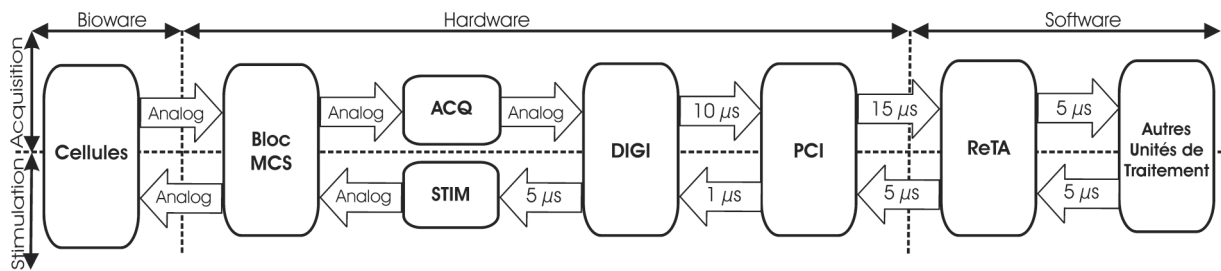 Bioware
Hardware
Software
Acquisition
Stimulation
Cellules
Analog
Analog
Bloc
MCS
Analog
Analog
ACQ
STIM
Analog
5 µs
DIGI
10 µs
1 µs
PCI
15 µs
5 µs
ReTA
5 µs
5 µs
Autres
Unités de
Traitement